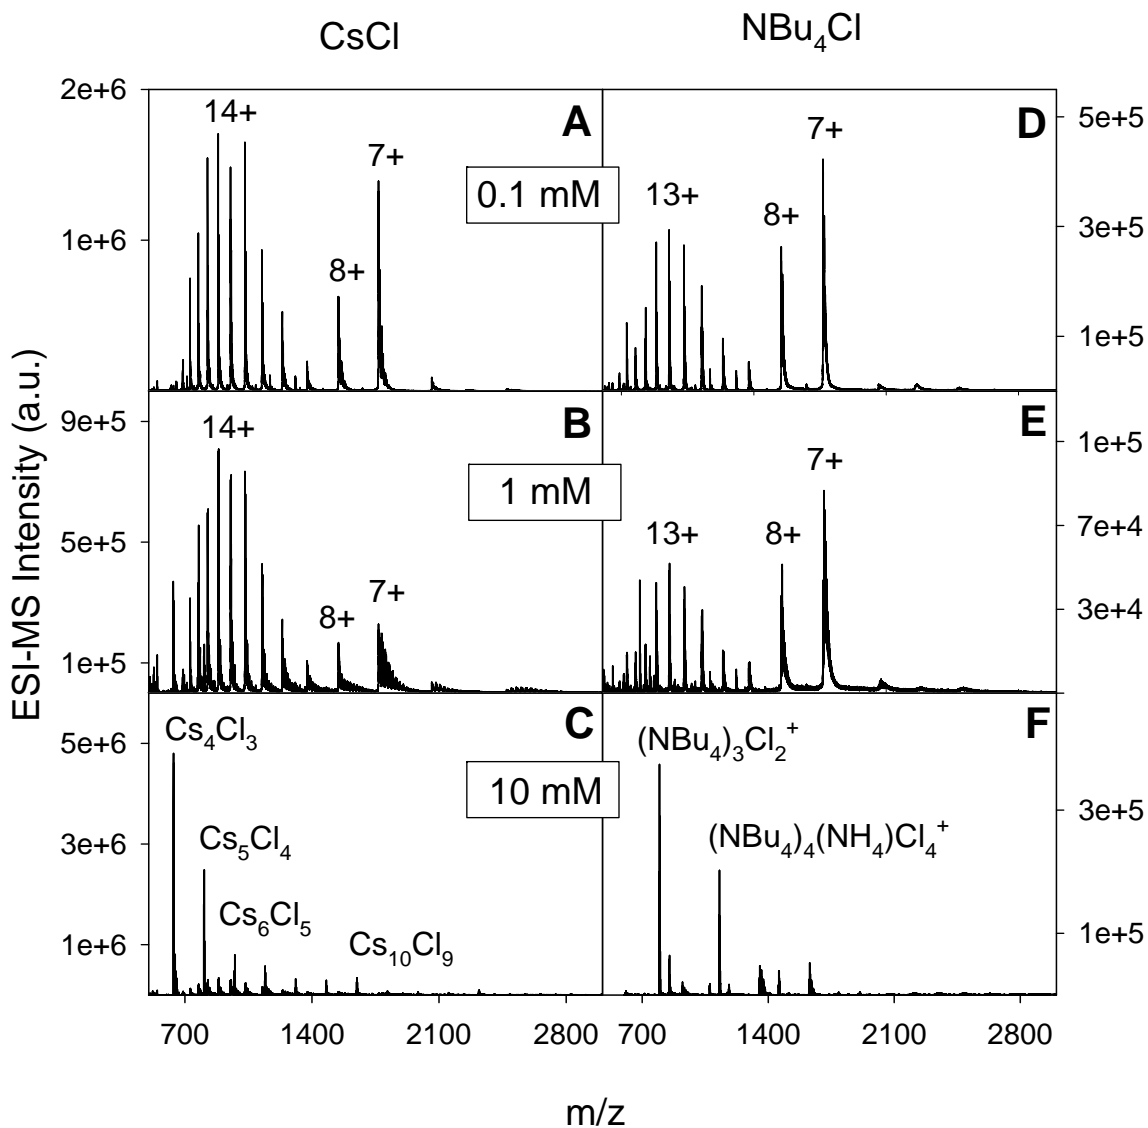 CsCl NBu₄Cl
2e+6
14+
A
D
7+
5e+5
7+
0.1 mM
13+
8+
3e+5
1e+6
8+
1e+5
ESI-MS Intensity (a.u.)
9e+5
14+
B
E
1e+5
7+
1 mM
5e+5
13+
8+
7e+4
8+
7+
3e+4
1e+5
Cs₄Cl₃
C
F
5e+6
(NBu₄)₃Cl₂⁺
10 mM
3e+5
3e+6
Cs₅Cl₄
(NBu₄)₄(NH₄)Cl₄⁺
Cs₆Cl₅
1e+6
Cs₁₀Cl₉
1e+5
700 1400 2100 2800 700 1400 2100 2800
m/z